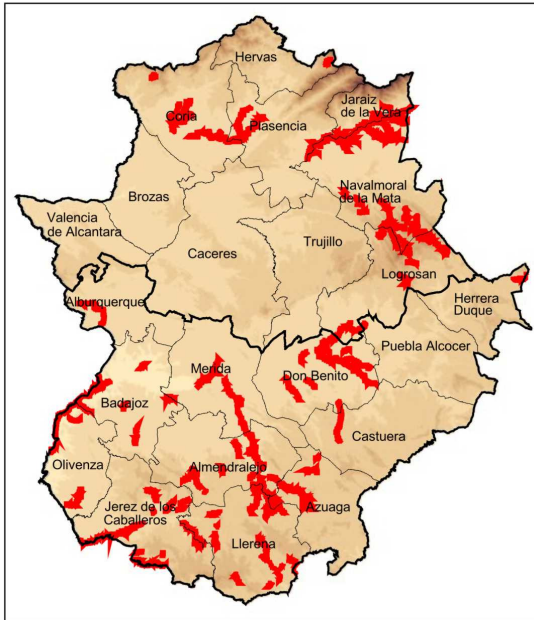 Hervas
Jaraiz
de la Vera
Coria
Plasencia
Navalmoral
de la Mata
Brozas
Valencia
de Alcantara
Caceres
Trujillo
Logrosan
Alburquerque
Herrera
Duque
Puebla Alcocer
Merida
Don Benito
Badajoz
Castuera
Olivenza
Almendralejo
Jerez de los
Caballeros
Azuaga
Llerena